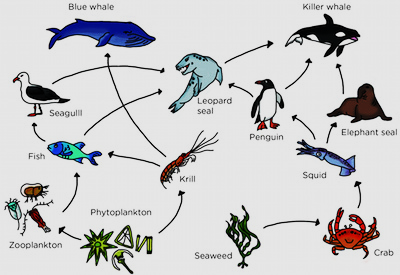 Blue whale
Killer whale
Seagulll
Leopard
seal
Penguin
Elephant seal
Fish
Krill
Squid
Phytoplankton
Zooplankton
Seaweed
Crab